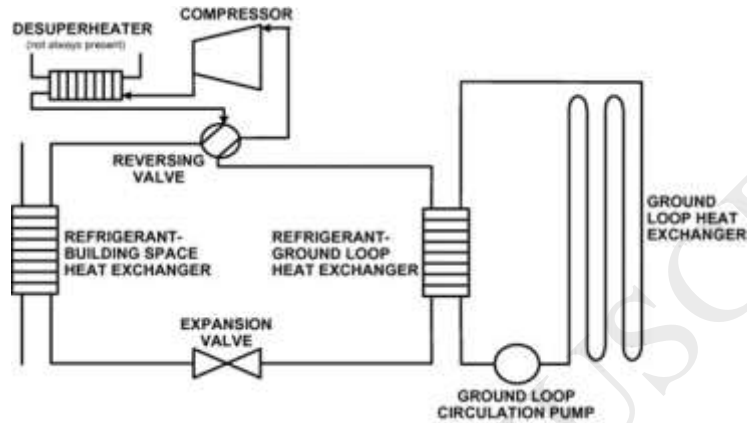 DESUPERHEATER
(not always present)
COMPRESSOR
REVERSING
VALVE
REFRIGERANT-
BUILDING SPACE
HEAT EXCHANGER
REFRIGERANT-
GROUND LOOP
HEAT EXCHANGER
GROUND
LOOP HEAT
EXCHANGER
EXPANSION
VALVE
GROUND LOOP
CIRCULATION PUMP
USC